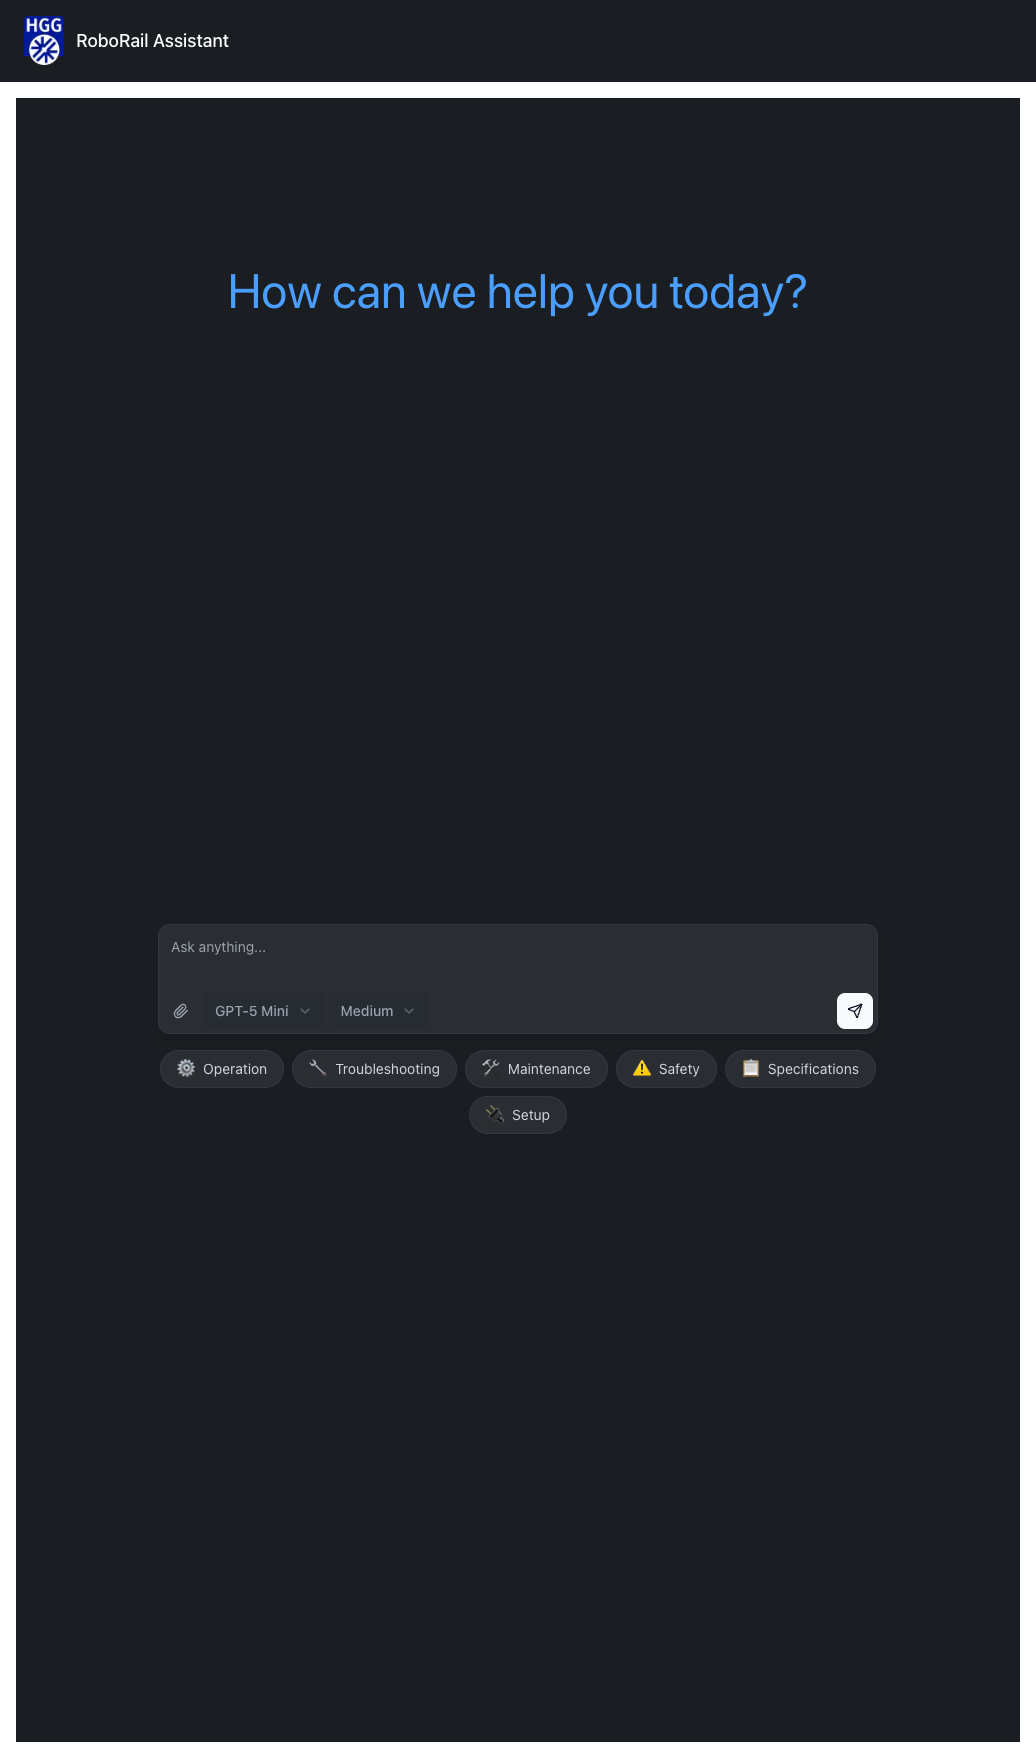 HGG
RoboRail Assistant
How can we help you today?
Ask anything...
GPT-5 Mini
Medium
Operation
Troubleshooting
Maintenance
Safety
Specifications
Setup